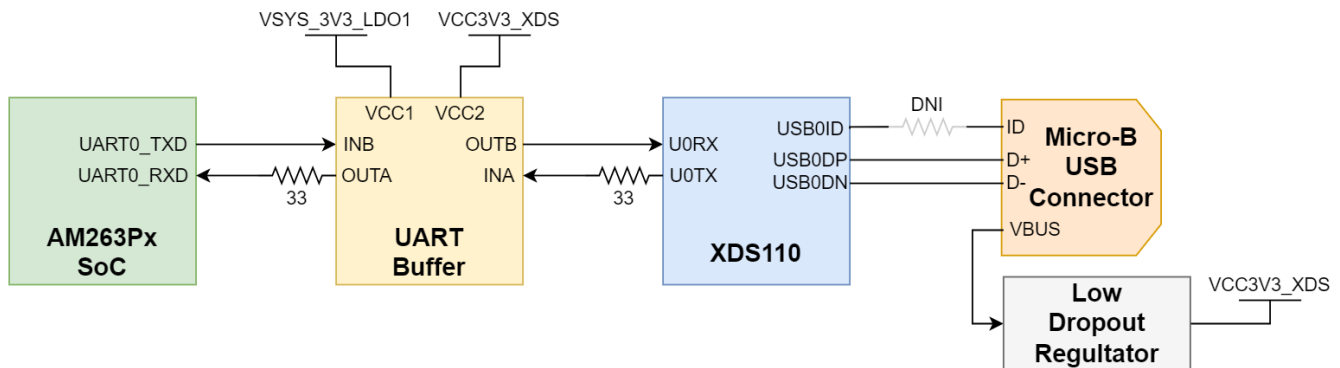 VSYS_3V3_LDO1
VCC3V3_XDS
VCC1
VCC2
UART0_TXD
UART0_RXD
33
AM263Px
SoC
INB
OUTA
OUTB
INA
UART
Buffer
33
U0RX
U0TX
USB0ID
USB0DP
USB0DN
XDS110
DNI
ID
D+
D-
VBUS
Micro-B
USB
Connector
Low
Dropout
Regultator
VCC3V3_XDS